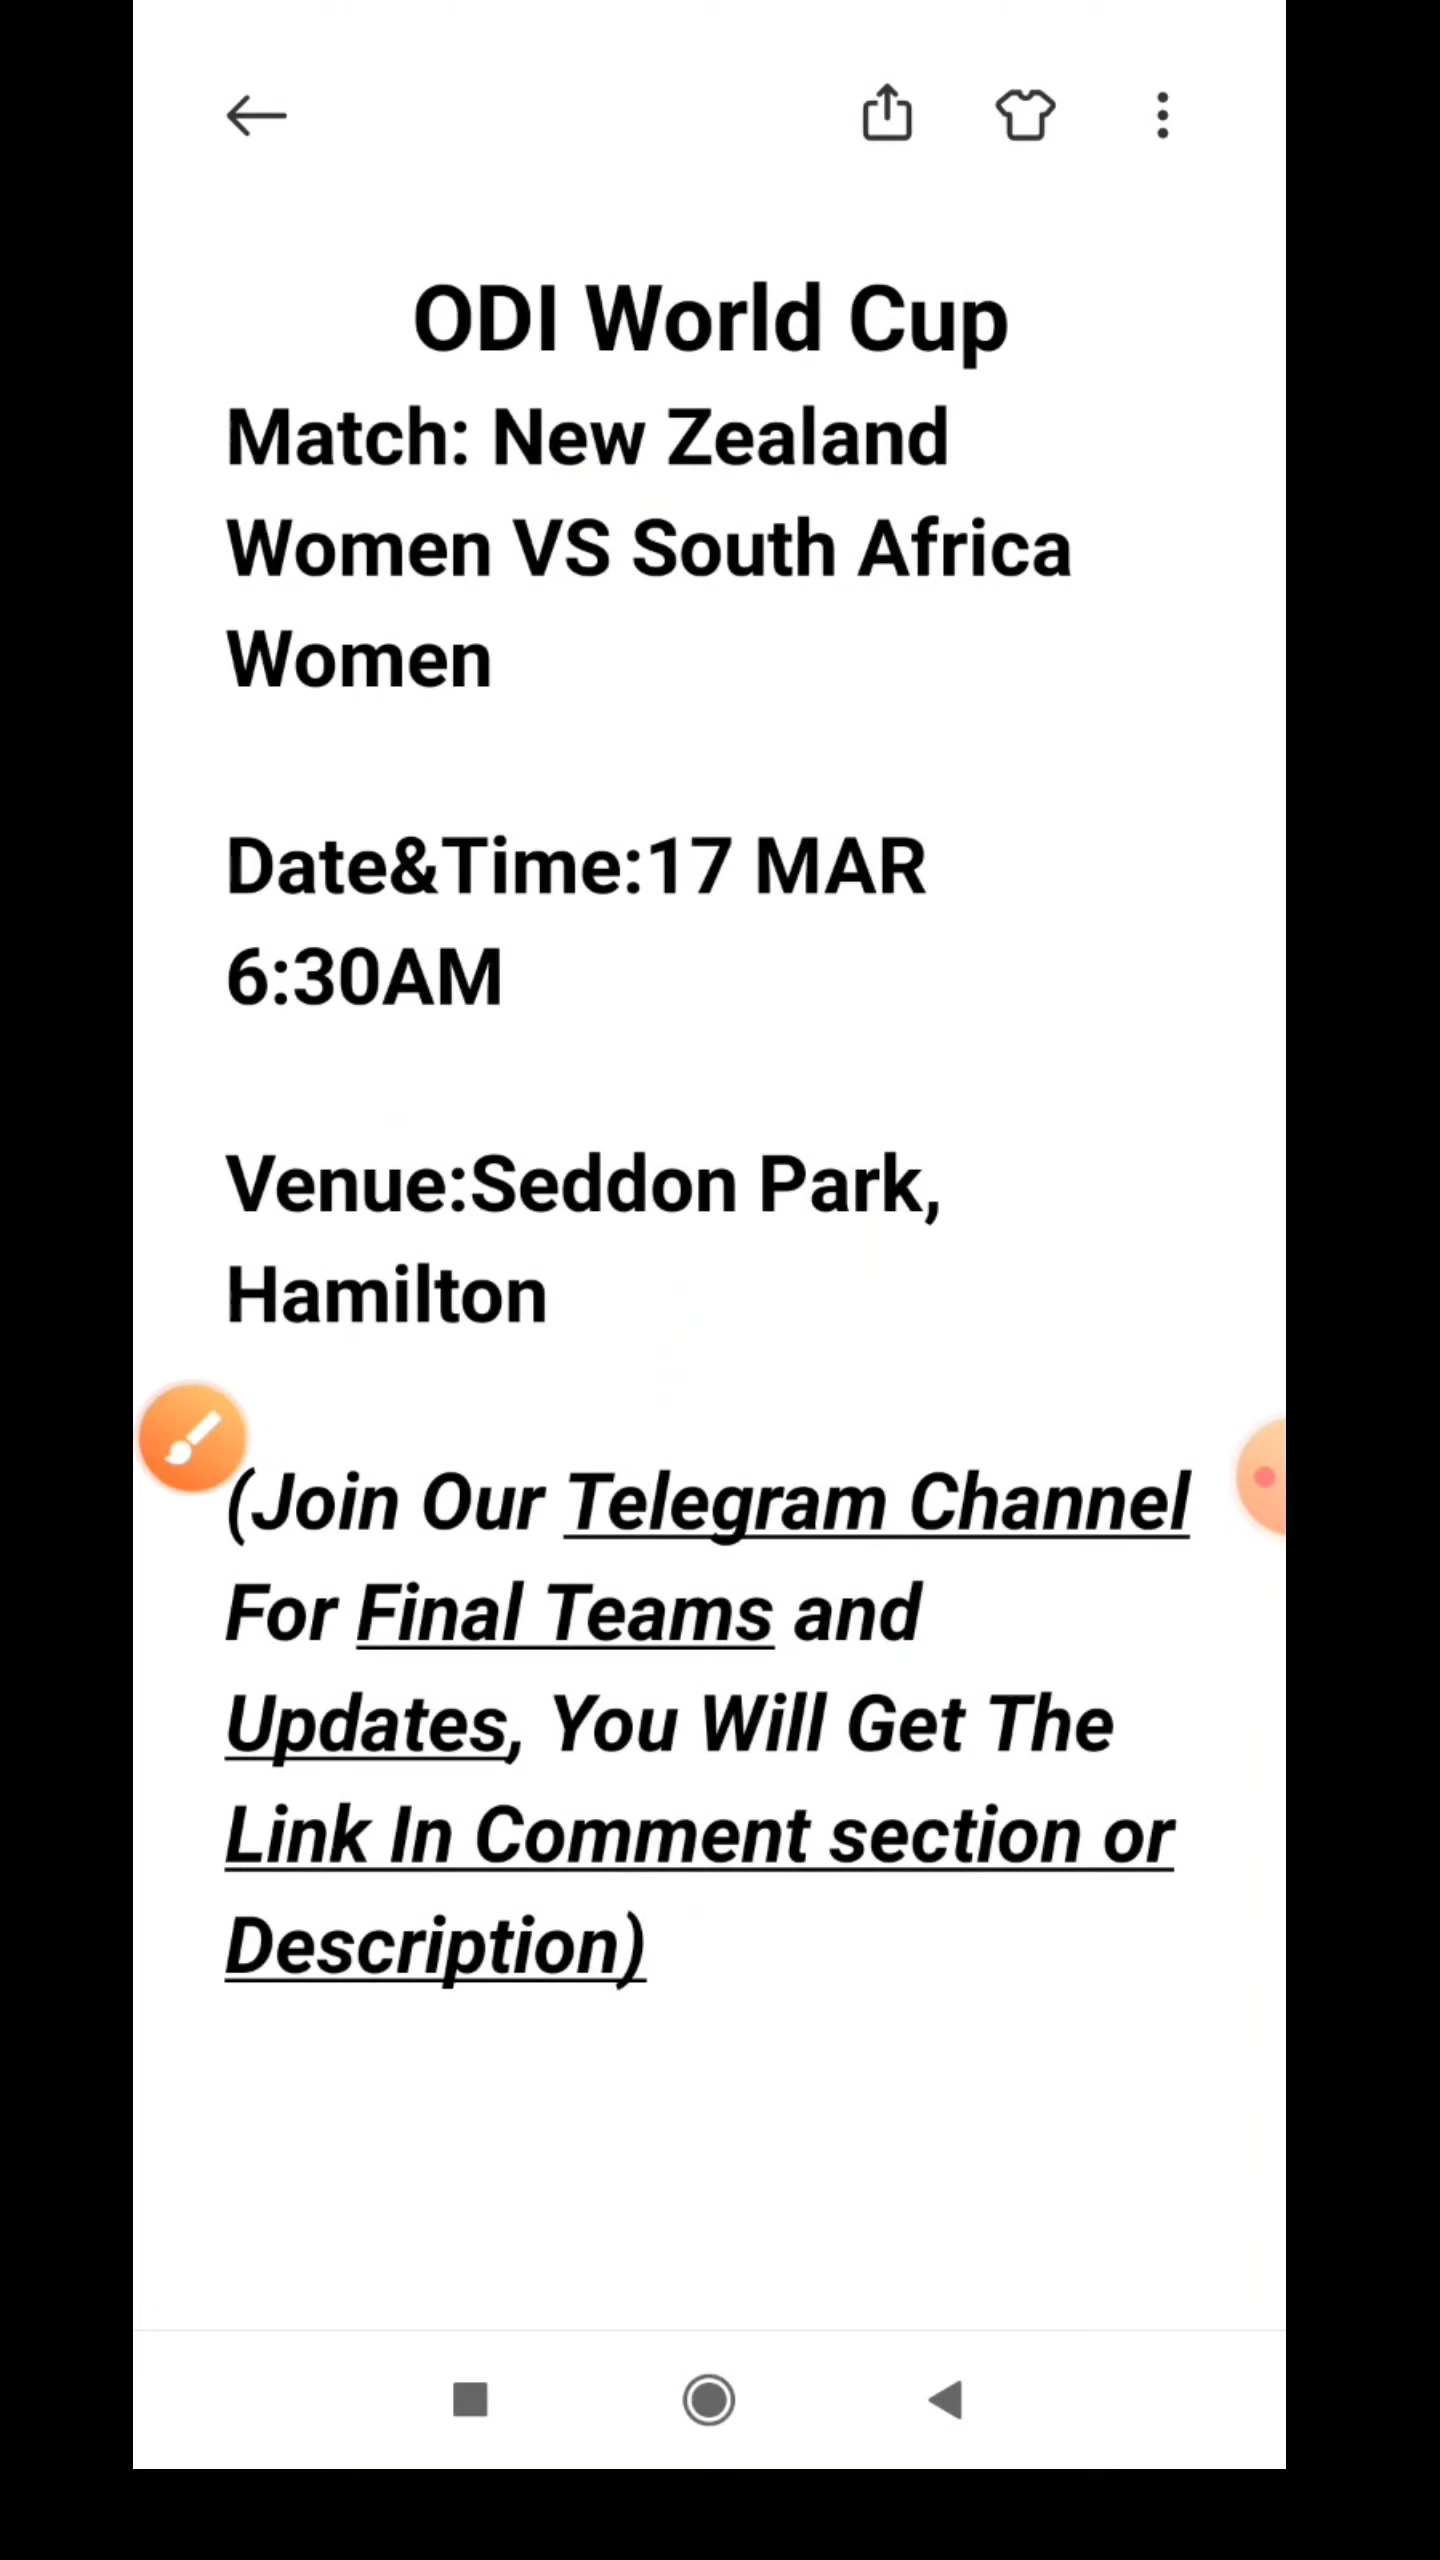 ODI World Cup
Match: New Zealand
Women VS South Africa
Women
Date&Time:17 MAR
6:30AM
Venue:Seddon Park,
Hamilton
(Join Our Telegram Channel
For Final Teams and
Updates, You Will Get The
Link In Comment section or
Description)